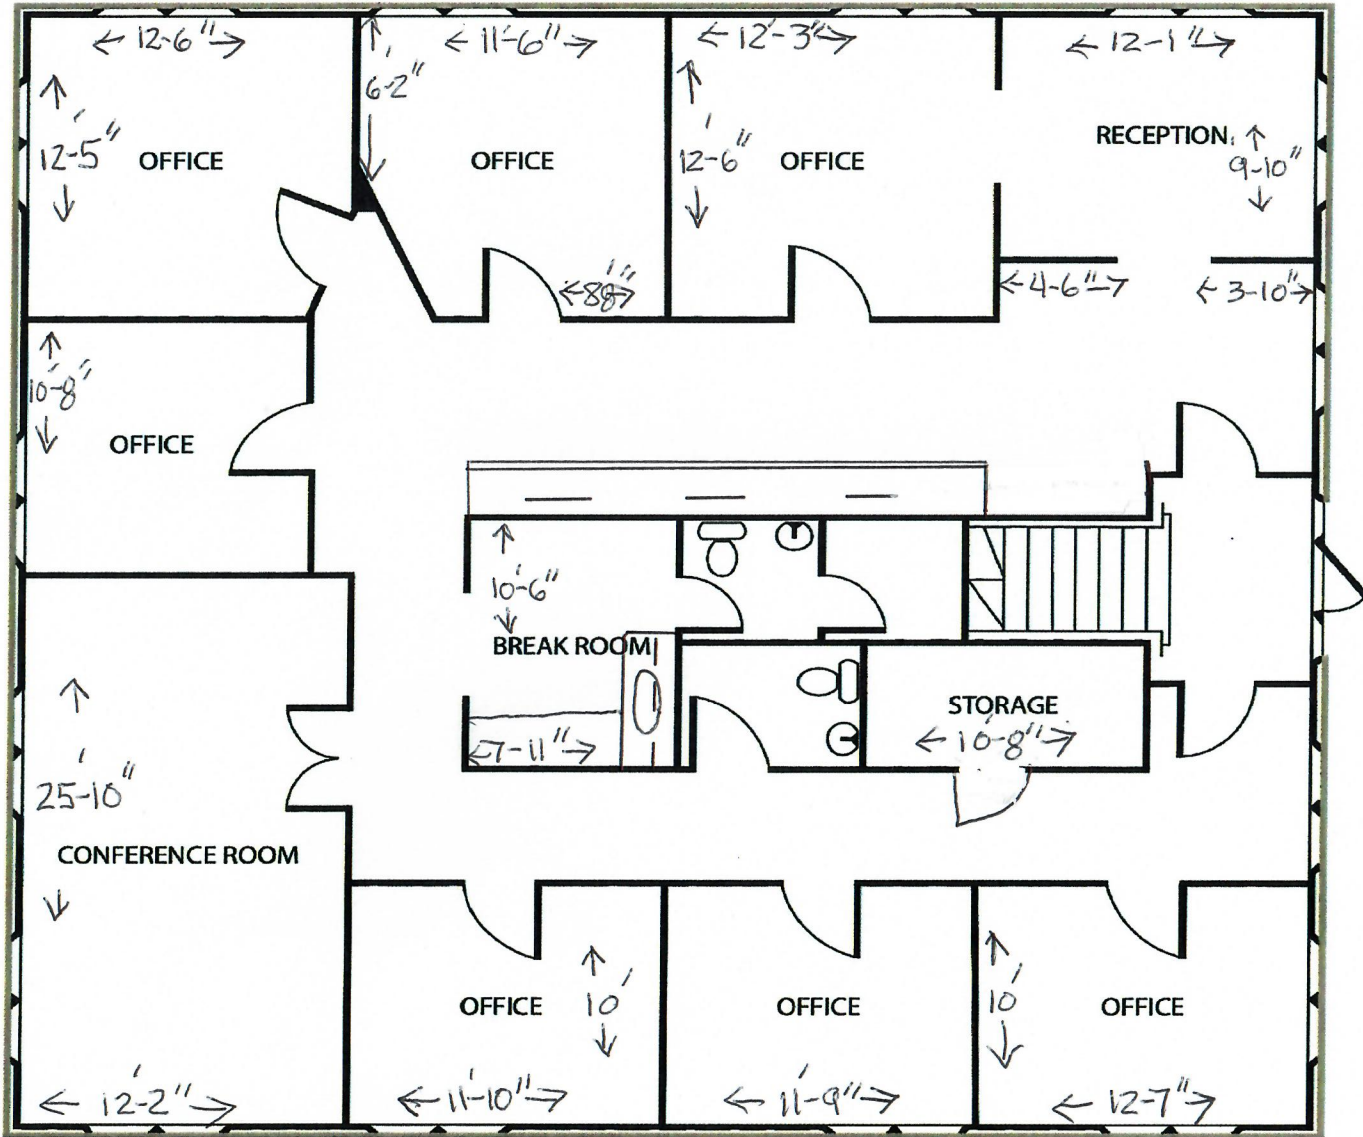 12'-6"
11'-6"
12'-3"
12'-1"
6'-2"
12'-5"
OFFICE
OFFICE
12'-6"
OFFICE
RECEPTION
9-10"
4'-6"
3'-10"
10'-8"
OFFICE
10'-6"
BREAK ROOM
7'-11"
STORAGE
10'-8"
25'-10"
CONFERENCE ROOM
OFFICE
10'
OFFICE
10'
OFFICE
12'-2"
11'-10"
11'-9"
12'-7"